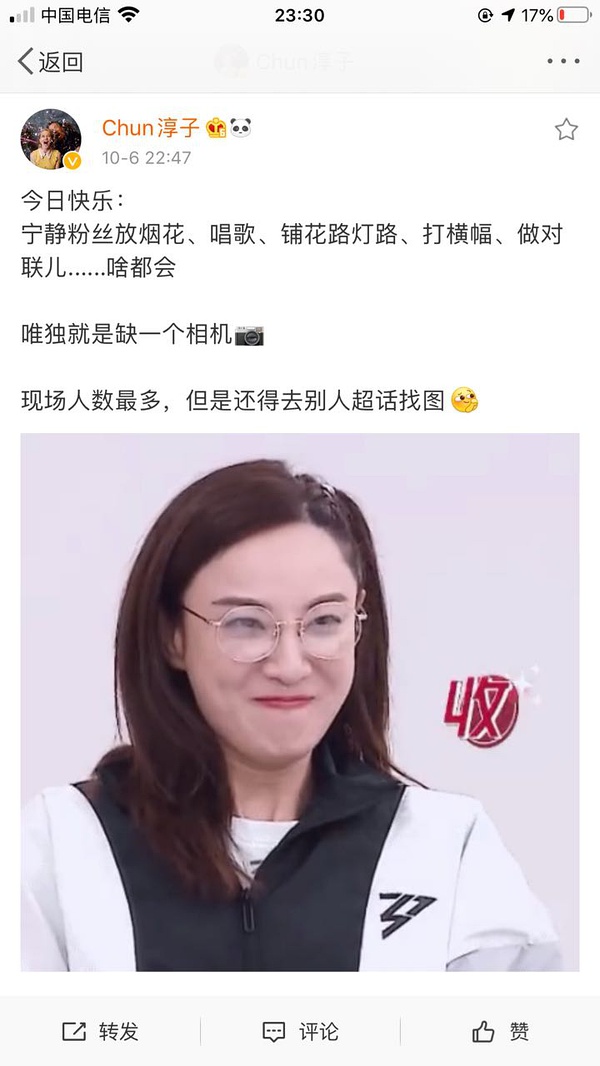 中国电信
23:30
17%
返回
Chun淳子
Chun淳子
10-6 22:47
今日快乐：
宁静粉丝放烟花、唱歌、铺花路灯路、打横幅、做对
联儿......啥都会
唯独就是缺一个相机
现场人数最多，但是还得去别人超话找图
收
转发
评论
赞